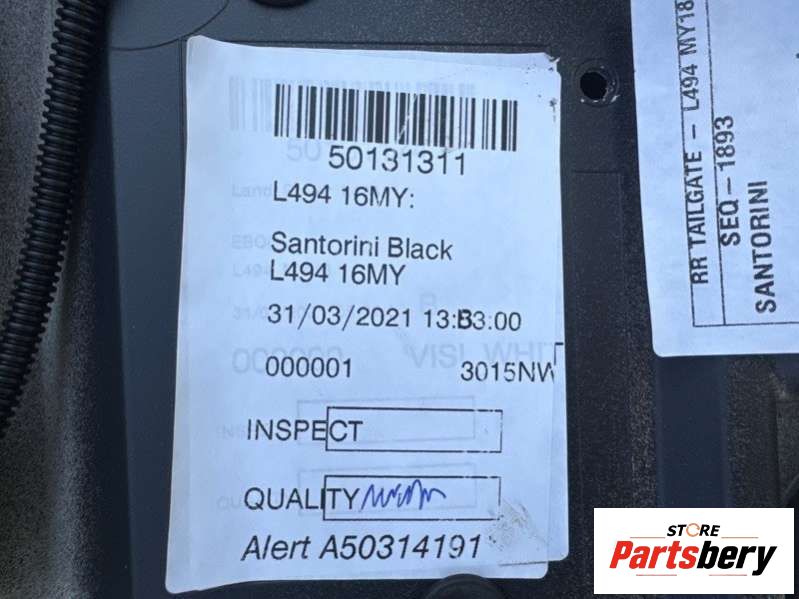 50131311
L494 16MY:
Santorini Black
L494 16MY
31/03/2021 13:53:00
000001 3015NW
INSPECT
QUALITY
Alert A50314191
RR TAILGATE - L494 MY18
SEQ-1893
SANTORINI
STORE
Partsbery